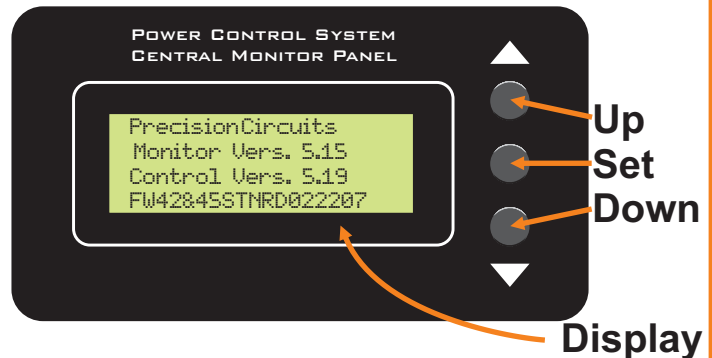 POWER CONTROL SYSTEM
CENTRAL MONITOR PANEL
PrecisionCircuits
Monitor Vers. 5.15
Control Vers. 5.19
FW42&45STNRD022207
Up
Set
Down
Display